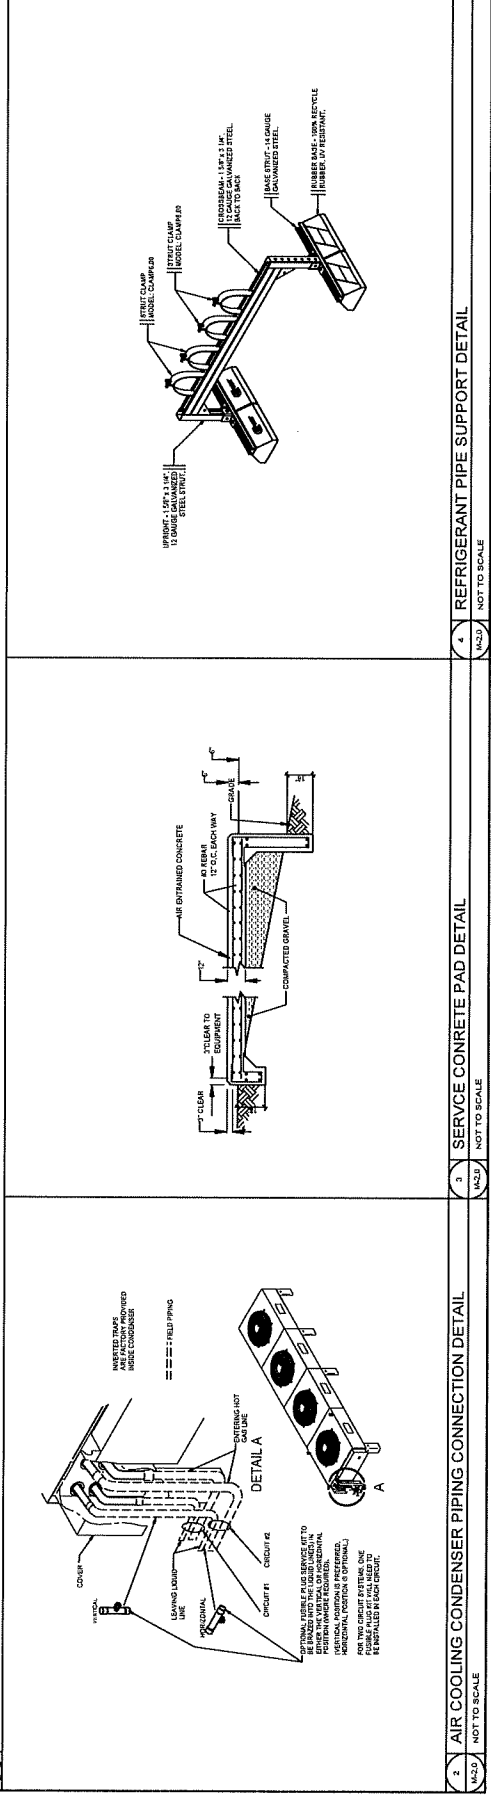 COVER
VERTICAL
LEAVING LIQUID
LINE
HORIZONTAL
INVERTED TRAPS
ARE FACTORY PROVIDED
INSIDE CONDENSER
FIELD PIPING
ENTERING HOT
GAS LINE
DETAIL A
CIRCUIT #2
CIRCUIT #1
OPTIONAL FUSIBLE PLUG SERVICE KIT TO
BE BRAZED INTO THE LIQUID LINE(S) IN
EITHER THE VERTICAL OR HORIZONTAL
POSITION (WHERE REQUIRED).
(VERTICAL POSITION IS PREFERRED,
HORIZONTAL POSITION IS OPTIONAL.)
FOR TWO CIRCUIT SYSTEMS, ONE
FUSIBLE PLUG KIT WILL NEED TO
BE INSTALLED IN EACH CIRCUIT.
A
2
M-2.0
AIR COOLING CONDENSER PIPING CONNECTION DETAIL
NOT TO SCALE
3" CLEAR
3" CLEAR TO
EQUIPMENT
12"
AIR ENTRAINED CONCRETE
#3 REBAR
12" O.C. EACH WAY
6"
6"
GRADE
18"
COMPACTED GRAVEL
3
M-2.0
SERVCE CONRETE PAD DETAIL
NOT TO SCALE
UPRIGHT - 1 5/8" x 3 1/4",
12 GAUGE GALVANIZED
STEEL STRUT.
STRUT CLAMP
MODEL: CLAMP6.00
STRUT CLAMP
MODEL: CLAMP6.00
CROSSBEAM - 1 5/8" x 3 1/4",
12 GAUGE GALVANIZED STEEL.
BACK TO BACK
BASE STRUT - 14 GAUGE
GALVANIZED STEEL.
RUBBER BASE - 100% RECYCLE
RUBBER, UV RESISTANT.
4
M-2.0
REFRIGERANT PIPE SUPPORT DETAIL
NOT TO SCALE